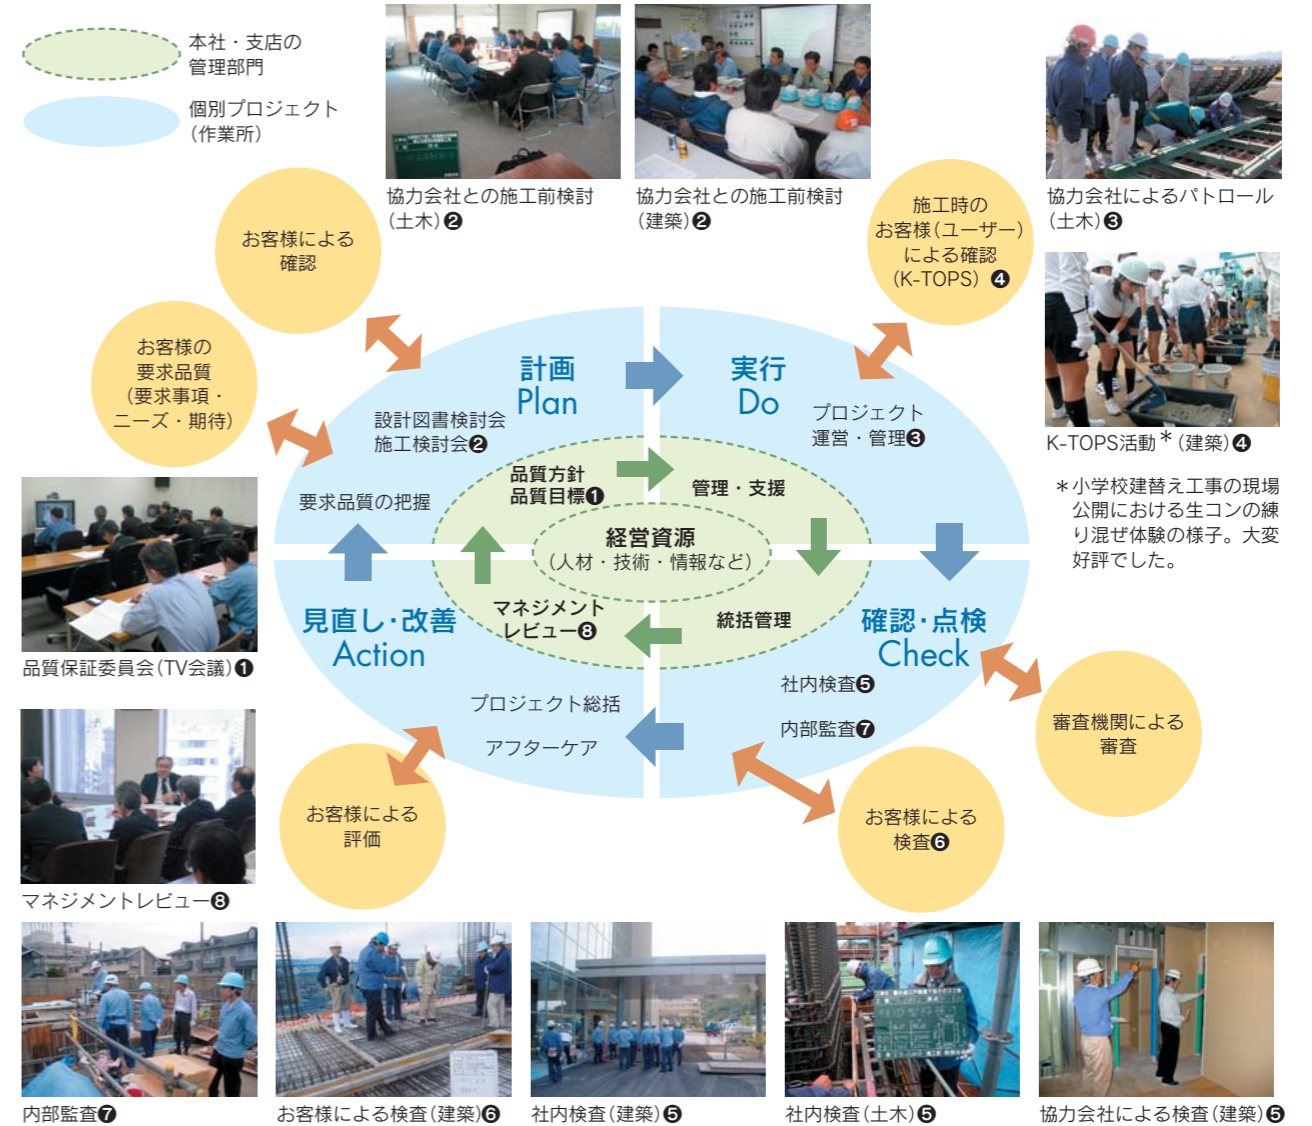 本社・支店の
管理部門
個別プロジェクト
(作業所)
協力会社との施工前検討
(土木)❷
協力会社との施工前検討
(建築)❷
協力会社によるパトロール
(土木)❸
お客様による
確認
施工時の
お客様(ユーザー)
による確認
(K-TOPS) ❹
お客様の
要求品質
(要求事項・
ニーズ・期待)
計画
Plan
実行
Do
設計図書検討会
施工検討会❷
プロジェクト
運営・管理❸
K-TOPS活動＊(建築)❹
＊小学校建替え工事の現場
公開における生コンの練
り混ぜ体験の様子。大変
好評でした。
要求品質の把握
品質方針
品質目標❶
管理・支援
経営資源
(人材・技術・情報など)
マネジメント
レビュー❽
統括管理
見直し・改善
Action
確認・点検
Check
品質保証委員会(TV会議)❶
社内検査❺
内部監査❼
プロジェクト総括
アフターケア
審査機関による
審査
お客様による
評価
お客様による
検査❻
マネジメントレビュー❽
内部監査❼
お客様による検査(建築)❻
社内検査(建築)❺
社内検査(土木)❺
協力会社による検査(建築)❺